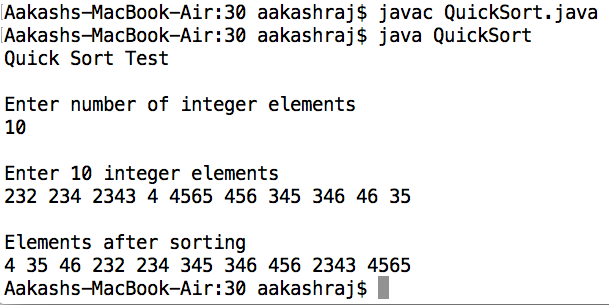 Aakashs-MacBook-Air:30 aakashraj$ javac QuickSort.java
Aakashs-MacBook-Air:30 aakashraj$ java QuickSort
Quick Sort Test
Enter number of integer elements
10
Enter 10 integer elements
232 234 2343 4 4565 456 345 346 46 35
Elements after sorting
4 35 46 232 234 345 346 456 2343 4565
Aakashs-MacBook-Air:30 aakashraj$